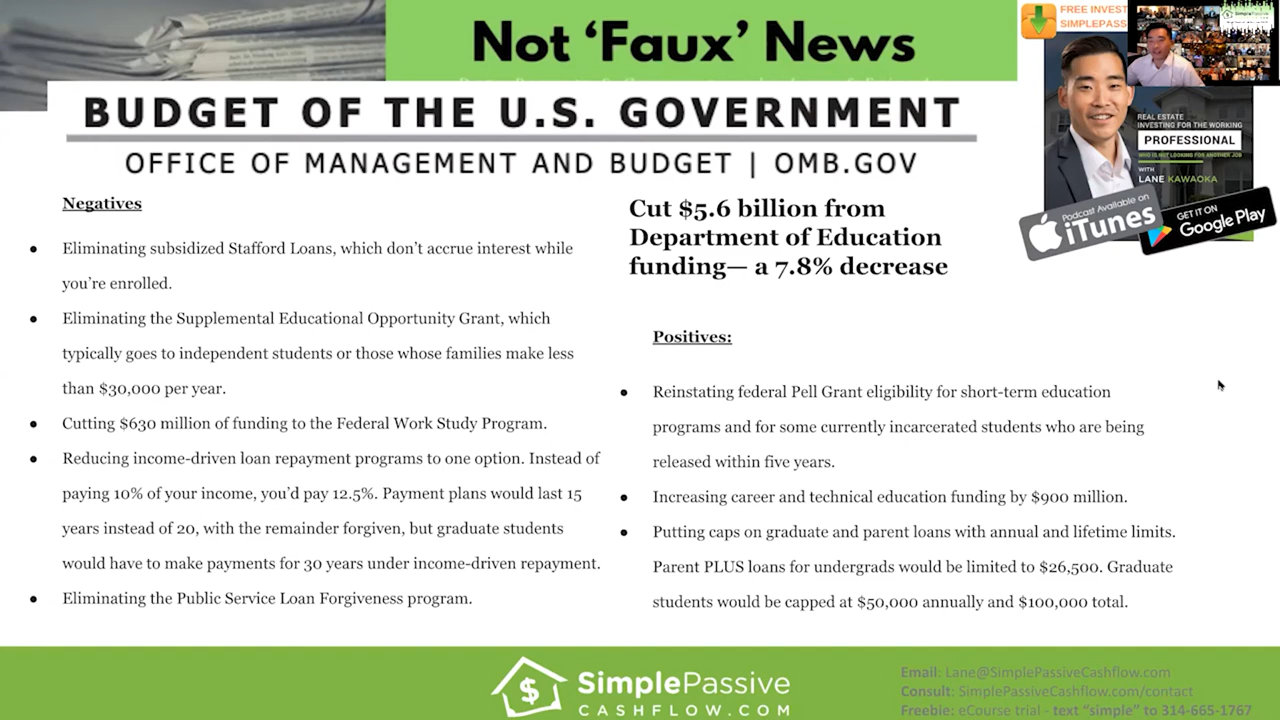 Not ‘Faux’ News
BUDGET OF THE U.S. GOVERNMENT
OFFICE OF MANAGEMENT AND BUDGET | OMB.GOV
Negatives
● Eliminating subsidized Stafford Loans, which don’t accrue interest while
you’re enrolled.
● Eliminating the Supplemental Educational Opportunity Grant, which
typically goes to independent students or those whose families make less
than $30,000 per year.
● Cutting $630 million of funding to the Federal Work Study Program.
● Reducing income-driven loan repayment programs to one option. Instead of
paying 10% of your income, you’d pay 12.5%. Payment plans would last 15
years instead of 20, with the remainder forgiven, but graduate students
would have to make payments for 30 years under income-driven repayment.
● Eliminating the Public Service Loan Forgiveness program.
Cut $5.6 billion from
Department of Education
funding— a 7.8% decrease
Positives:
● Reinstating federal Pell Grant eligibility for short-term education
programs and for some currently incarcerated students who are being
released within five years.
● Increasing career and technical education funding by $900 million.
● Putting caps on graduate and parent loans with annual and lifetime limits.
Parent PLUS loans for undergrads would be limited to $26,500. Graduate
students would be capped at $50,000 annually and $100,000 total.
FREE INVEST
SIMPLEPASS
SimplePassive
REAL ESTATE
INVESTING FOR THE WORKING
PROFESSIONAL
WHO IS NOT LOOKING FOR ANOTHER JOB
WITH
LANE KAWAOKA
Podcast Available on
iTunes
GET IT ON
Google Play
SimplePassive
CASHFLOW.COM
Email: Lane@SimplePassiveCashflow.com
Consult: SimplePassiveCashflow.com/contact
Freebie: eCourse trial - text “simple” to 314-665-1767